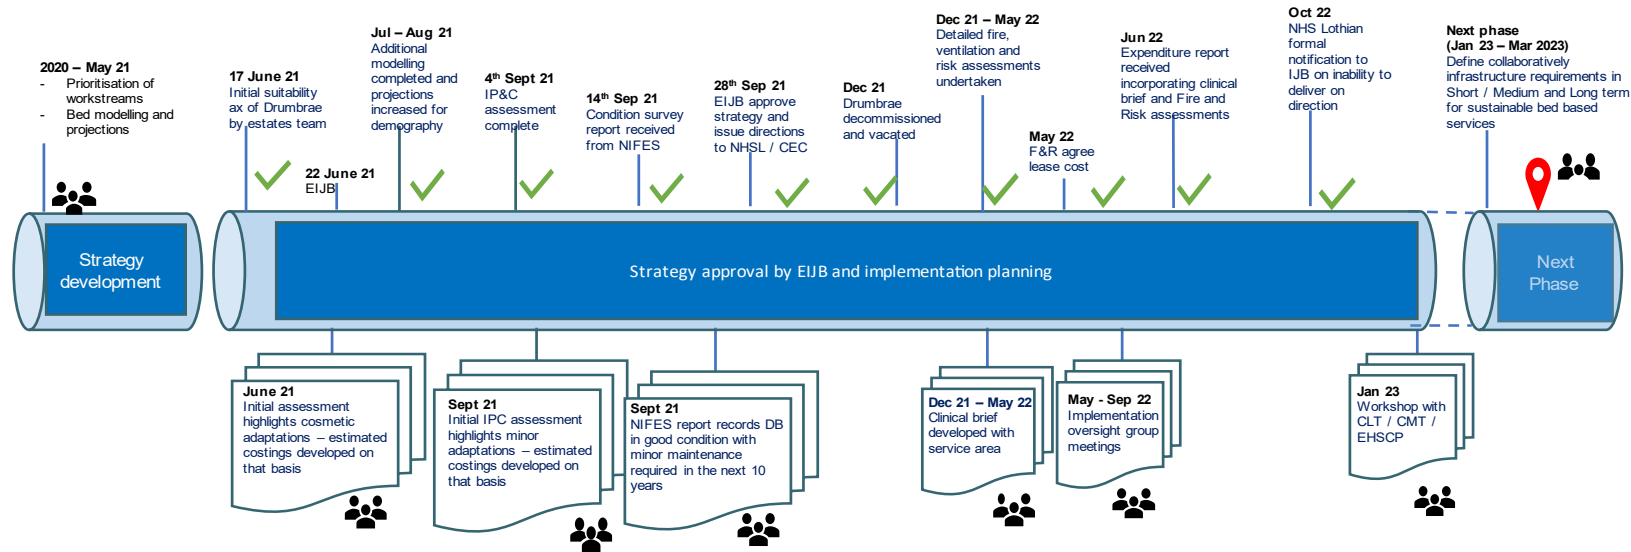 2020 – May 21
- Prioritisation of
workstreams
- Bed modelling and
projections
17 June 21
Initial suitability
ax of Drumbrae
by estates team
22 June 21
EIJB
Jul – Aug 21
Additional
modelling
completed and
projections
increased for
demography
4th Sept 21
IP&C
assessment
complete
14th Sep 21
Condition survey
report received
from NIFES
28th Sep 21
EIJB approve
strategy and
issue directions
to NHSL / CEC
Dec 21
Drumbrae
decommissioned
and vacated
Dec 21 – May 22
Detailed fire,
ventilation and
risk assessments
undertaken
May 22
F&R agree
lease cost
Jun 22
Expenditure report
received
incorporating clinical
brief and Fire and
Risk assessments
Oct 22
NHS Lothian
formal
notification to
IJB on inability to
deliver on
direction
Next phase
(Jan 23 – Mar 2023)
Define collaboratively
infrastructure requirements in
Short / Medium and Long term
for sustainable bed based
services
Strategy
development
Strategy approval by EIJB and implementation planning
Next
Phase
June 21
Initial assessment
highlights cosmetic
adaptations – estimated
costings developed on
that basis
Sept 21
Initial IPC assessment
highlights minor
adaptations – estimated
costings developed on
that basis
Sept 21
NIFES report records DB
in good condition with
minor maintenance
required in the next 10
years
Dec 21 – May 22
Clinical brief
developed with
service area
May - Sep 22
Implementation
oversight group
meetings
Jan 23
Workshop with
CLT / CMT /
EHSCP